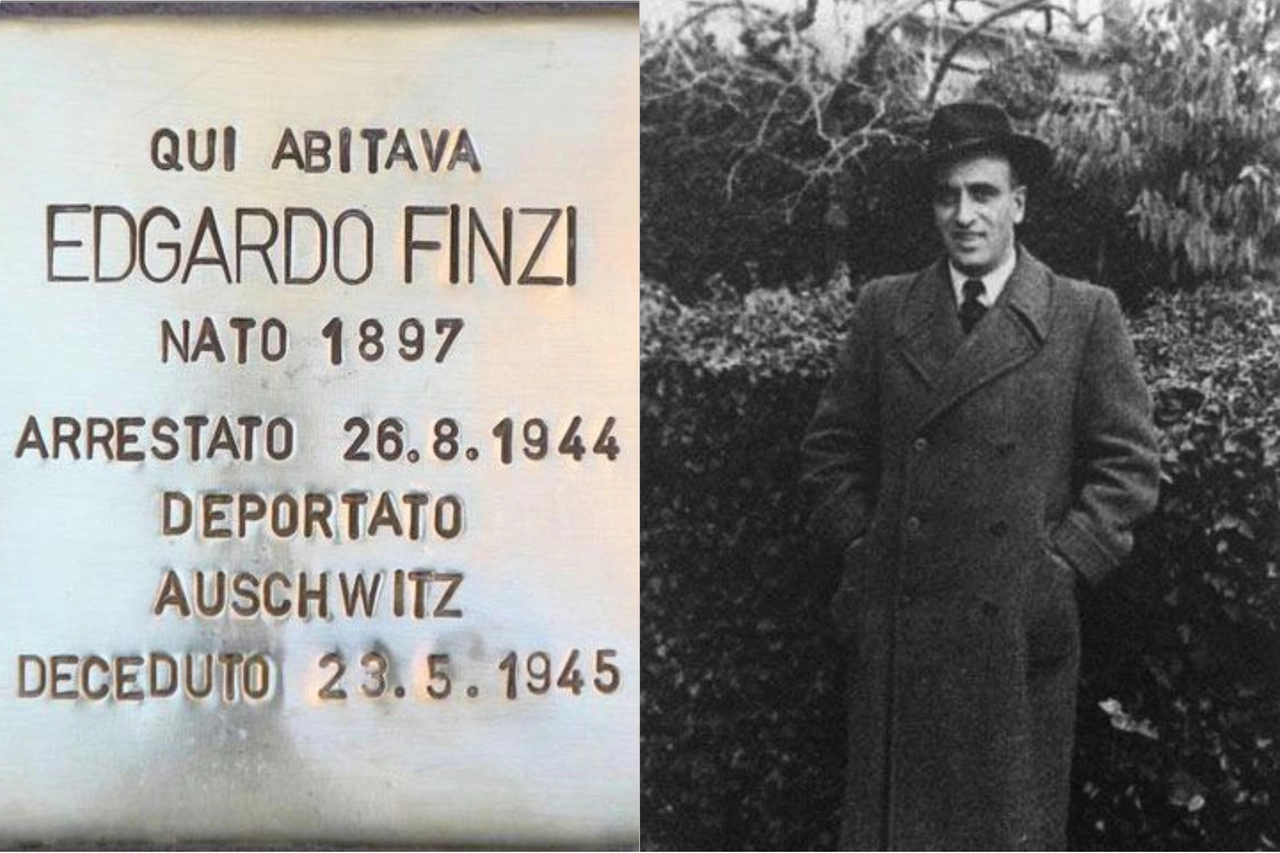 QUI ABITAVA
EDGARDO FINZI
NATO 1897
ARRESTATO 26.8.1944
DEPORTATO
AUSCHWITZ
DECEDUTO 23.5.1945